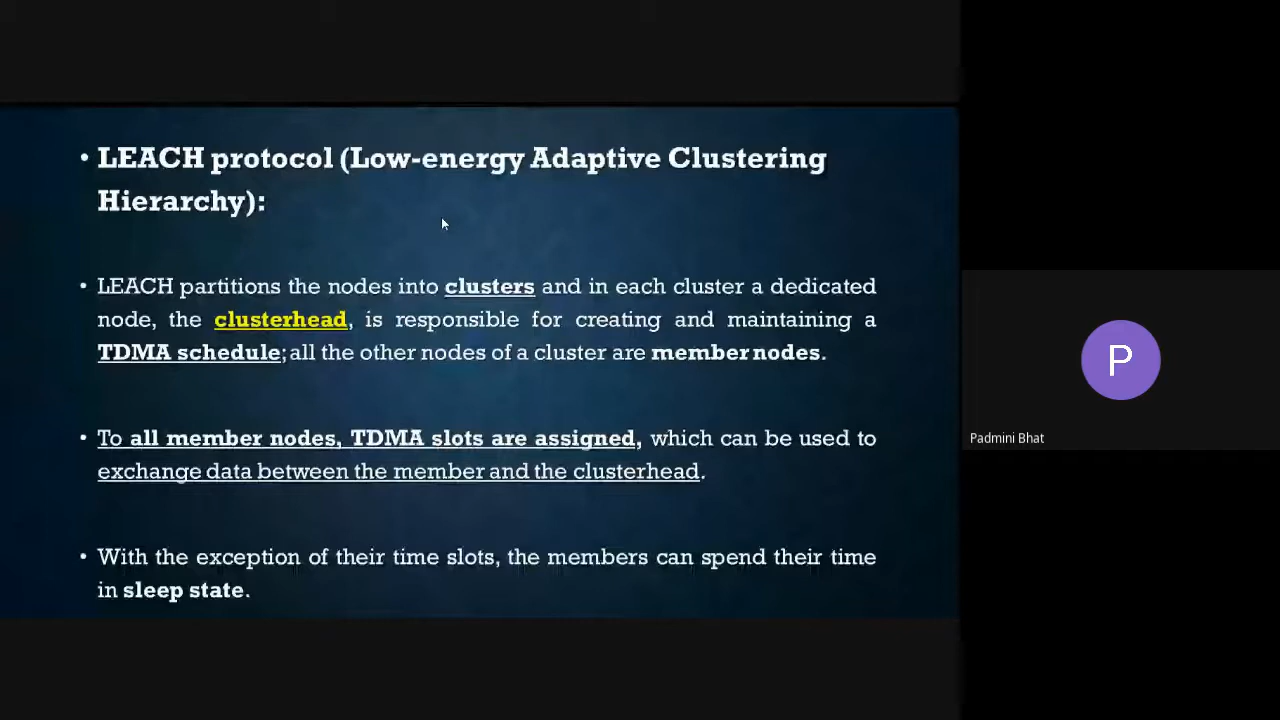 • LEACH protocol (Low-energy Adaptive Clustering
Hierarchy):
• LEACH partitions the nodes into clusters and in each cluster a dedicated
node, the clusterhead, is responsible for creating and maintaining a
TDMA schedule; all the other nodes of a cluster are member nodes.
• To all member nodes, TDMA slots are assigned, which can be used to
exchange data between the member and the clusterhead.
• With the exception of their time slots, the members can spend their time
in sleep state.
P
Padmini Bhat